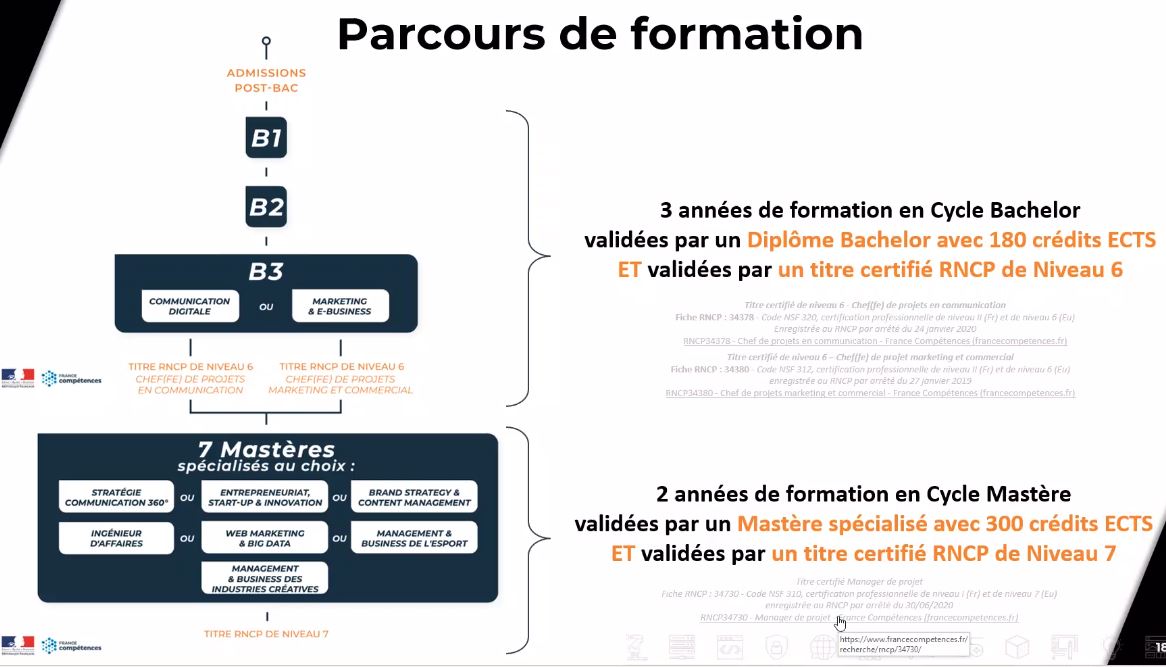 Parcours de formation
ADMISSIONS
POST-BAC
B1
B2
B3
COMMUNICATION
DIGITALE
OU
MARKETING
& E-BUSINESS
TITRE RNCP DE NIVEAU 6
CHEF(FE) DE PROJETS
EN COMMUNICATION
TITRE RNCP DE NIVEAU 6
CHEF(FE) DE PROJETS
MARKETING ET COMMERCIAL
FRANCE
compétences
3 années de formation en Cycle Bachelor
validées par un Diplôme Bachelor avec 180 crédits ECTS
ET validées par un titre certifié RNCP de Niveau 6
Titre certifié de niveau 6 - Chef(fe) de projets en communication
Fiche RNCP : 34378 - Code NSF 320, certification professionnelle de niveau II (Fr) et de niveau 6 (Eu)
Enregistrée au RNCP par arrêté du 24 janvier 2020
RNCP34378 - Chef de projets en communication - France Compétences (francecompetences.fr)
Titre certifié de niveau 6 – Chef(fe) de projet marketing et commercial
Fiche RNCP : 34380 - Code NSF 312, certification professionnelle de niveau II (Fr) et de niveau 6 (Eu)
enregistrée au RNCP par arrêté du 27 janvier 2019
RNCP34380 - Chef de projets marketing et commercial - France Compétences (francecompetences.fr)
7 Mastères
spécialisés au choix :
STRATÉGIE
COMMUNICATION 360°
OU
ENTREPRENEURIAT,
START-UP & INNOVATION
OU
BRAND STRATEGY &
CONTENT MANAGEMENT
INGÉNIEUR
D'AFFAIRES
OU
WEB MARKETING
& BIG DATA
OU
MANAGEMENT &
BUSINESS DE L'ESPORT
MANAGEMENT
& BUSINESS DES
INDUSTRIES CRÉATIVES
TITRE RNCP DE NIVEAU 7
FRANCE
compétences
2 années de formation en Cycle Mastère
validées par un Mastère spécialisé avec 300 crédits ECTS
ET validées par un titre certifié RNCP de Niveau 7
Titre certifié Manager de projet
Fiche RNCP : 34730 - Code NSF 310, certification professionnelle de niveau I (Fr) et de niveau 7 (Eu)
enregistrée au RNCP par arrêté du 30/06/2020
RNCP34730 - Manager de projet - France Compétences (francecompetences.fr)
https://www.francecompetences.fr/
recherche/rncp/34730/